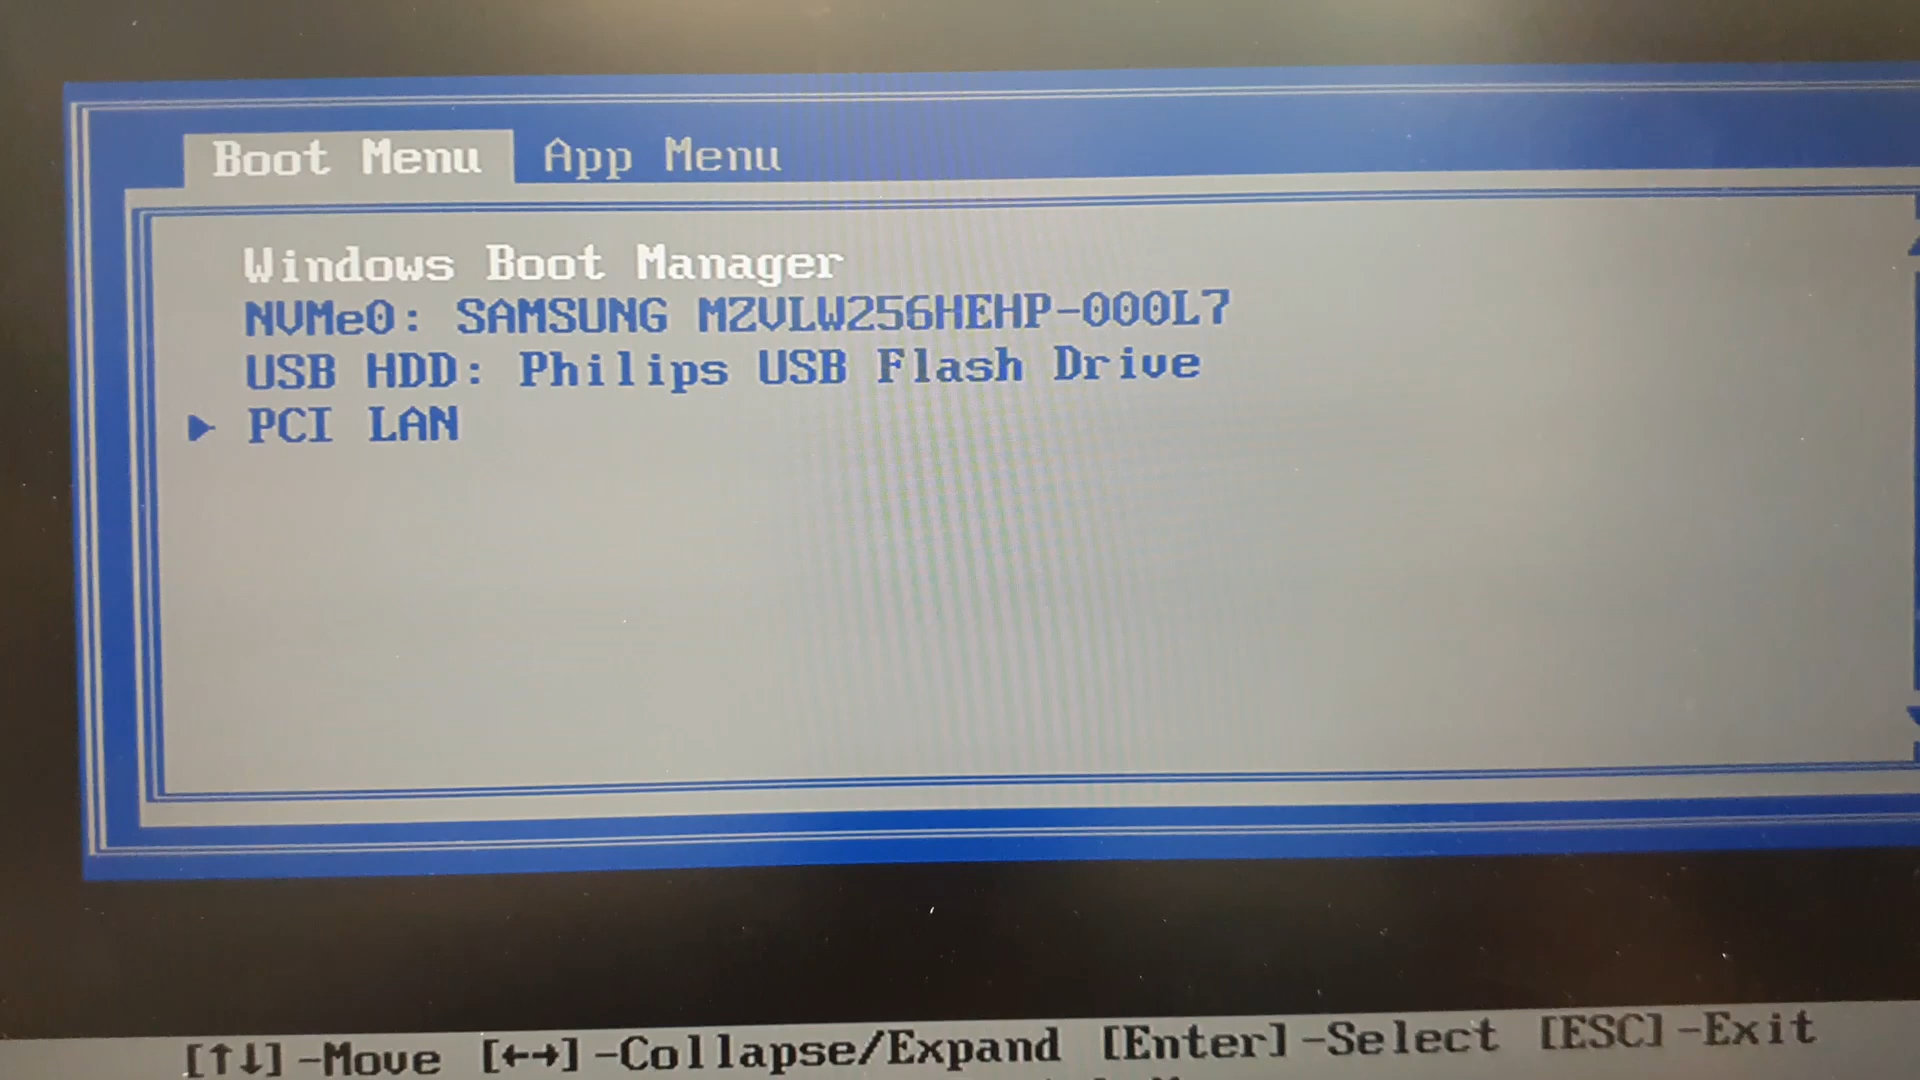 Boot Menu App Menu
Windows Boot Manager
NVMe0: SAMSUNG MZVLW256HEHP-000L7
USB HDD: Philips USB Flash Drive
PCI LAN
[↑↓]-Move [←→]-Collapse/Expand [Enter]-Select [ESC]-Exit